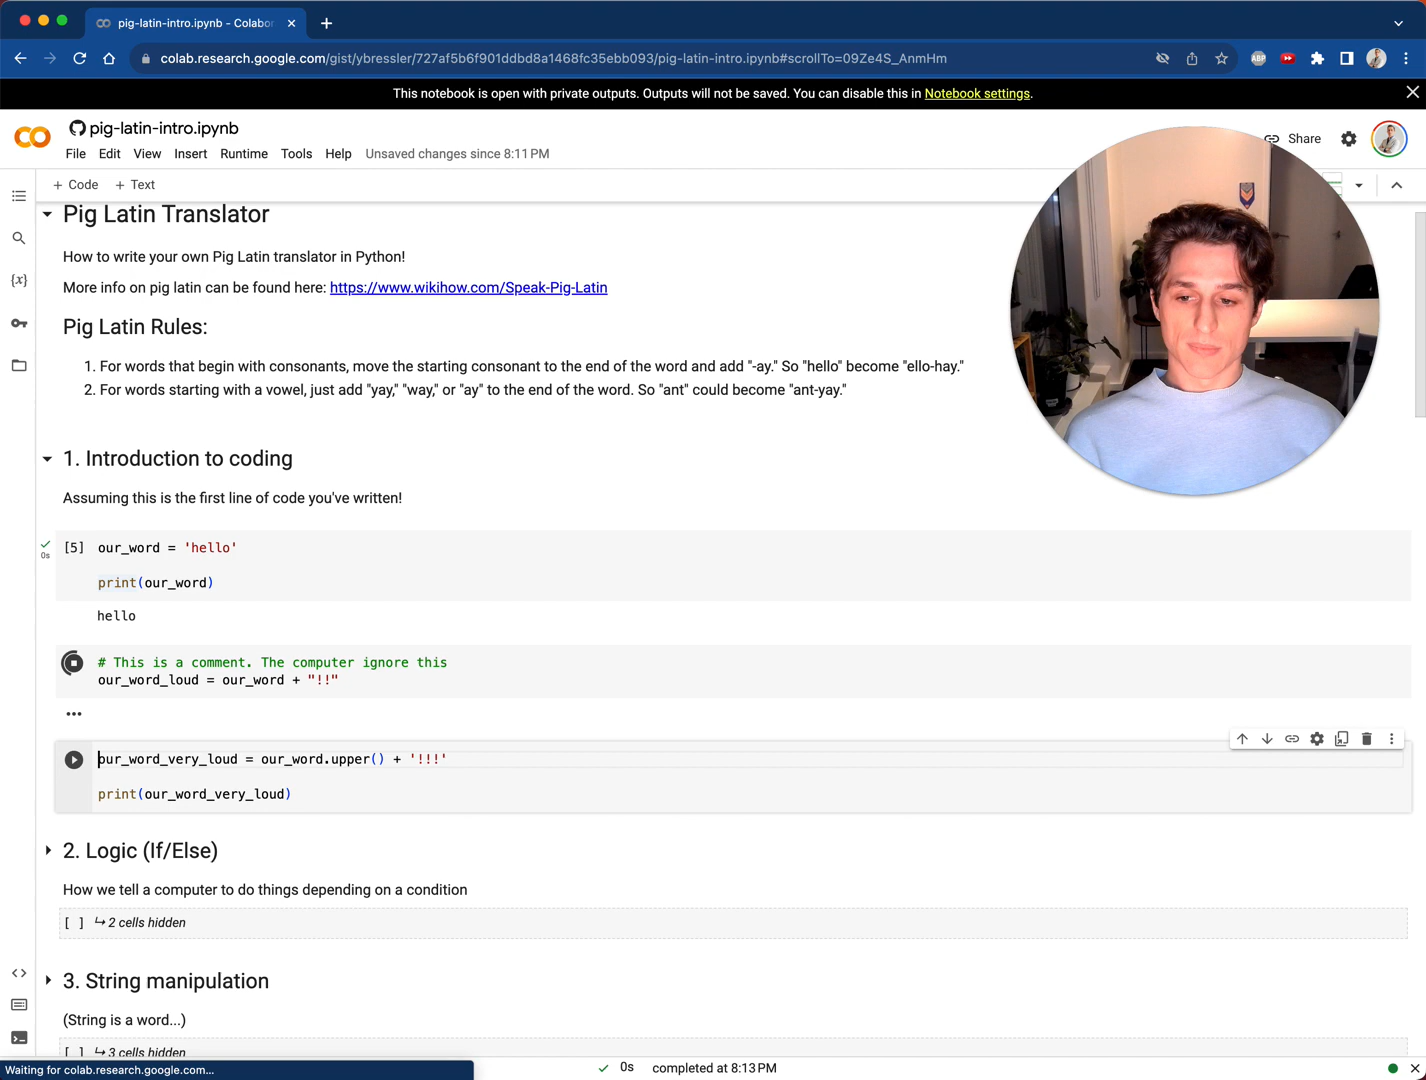 pig-latin-intro.ipynb - Colabor
colab.research.google.com/gist/ybressler/727af5b6f901ddbd8a1468fc35ebb093/pig-latin-intro.ipynb#scrollTo=09Ze4S_AnmHm
ABP
This notebook is open with private outputs. Outputs will not be saved. You can disable this in Notebook settings.
pig-latin-intro.ipynb
File Edit View Insert Runtime Tools Help Unsaved changes since 8:11 PM
Share
+ Code + Text
Pig Latin Translator
How to write your own Pig Latin translator in Python!
More info on pig latin can be found here: https://www.wikihow.com/Speak-Pig-Latin
Pig Latin Rules:
1. For words that begin with consonants, move the starting consonant to the end of the word and add "-ay." So "hello" become "ello-hay."
2. For words starting with a vowel, just add "yay," "way," or "ay" to the end of the word. So "ant" could become "ant-yay."
1. Introduction to coding
Assuming this is the first line of code you've written!
0s
[5] our_word = 'hello'
print(our_word)
hello
# This is a comment. The computer ignore this
our_word_loud = our_word + "!!"
our_word_very_loud = our_word.upper() + '!!!'
print(our_word_very_loud)
2. Logic (If/Else)
How we tell a computer to do things depending on a condition
[ ] ↳ 2 cells hidden
3. String manipulation
(String is a word...)
[ ] ↳ 3 cells hidden
Waiting for colab.research.google.com...
0s completed at 8:13 PM